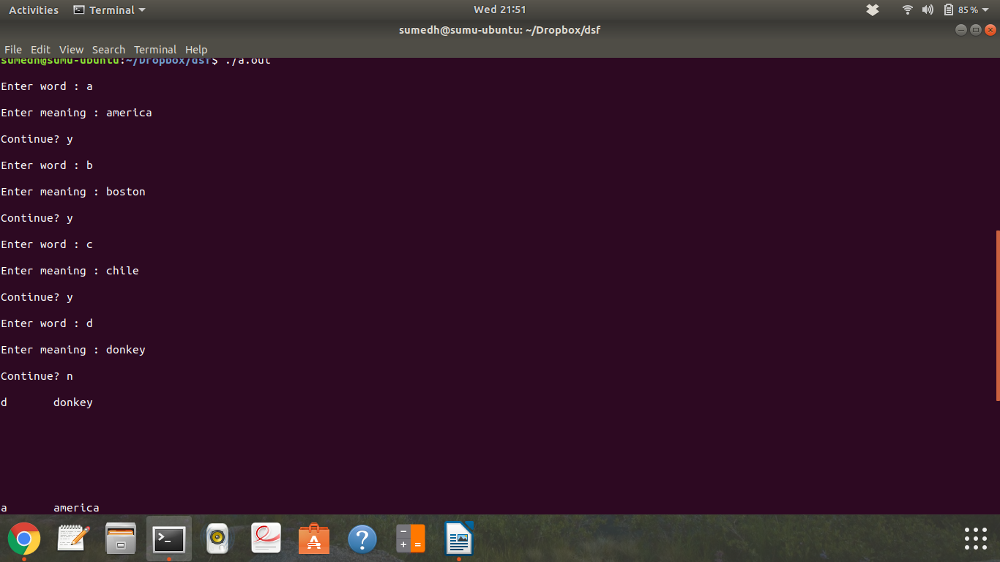 Activities Terminal Wed 21:51 85%
sumedh@sumu-ubuntu: ~/Dropbox/dsf
File Edit View Search Terminal Help
sumedh@sumu-ubuntu:~/Dropbox/dsf$ ./a.out
Enter word : a
Enter meaning : america
Continue? y
Enter word : b
Enter meaning : boston
Continue? y
Enter word : c
Enter meaning : chile
Continue? y
Enter word : d
Enter meaning : donkey
Continue? n
d donkey
a america